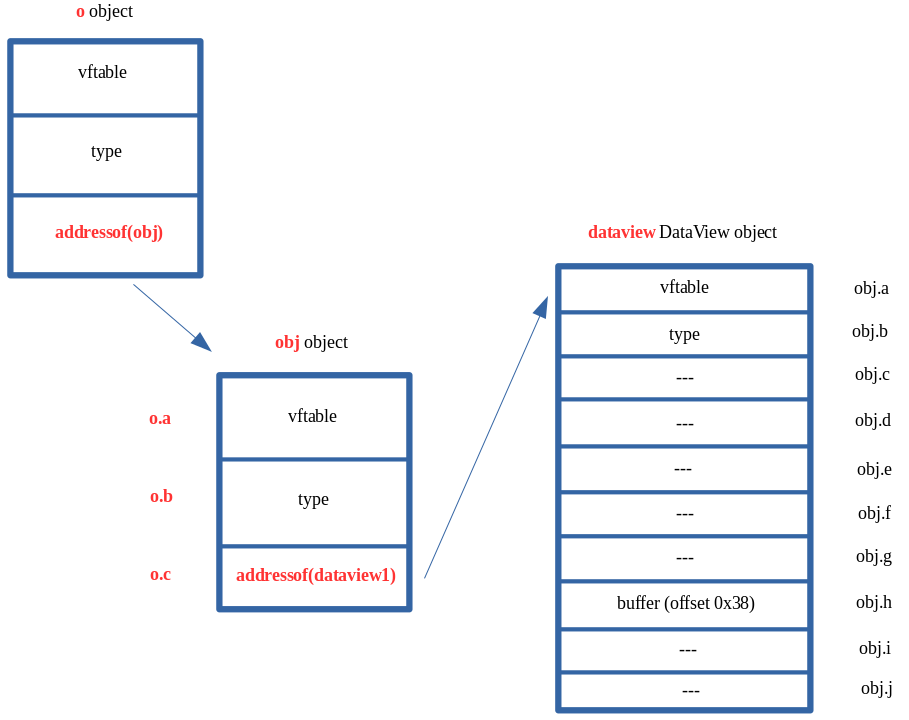 o object
vftable
type
addressof(obj)
obj object
o.a
vftable
o.b
type
o.c
addressof(dataview1)
dataview DataView object
vftable
obj.a
type
obj.b
---
obj.c
---
obj.d
---
obj.e
---
obj.f
---
obj.g
buffer (offset 0x38)
obj.h
---
obj.i
---
obj.j